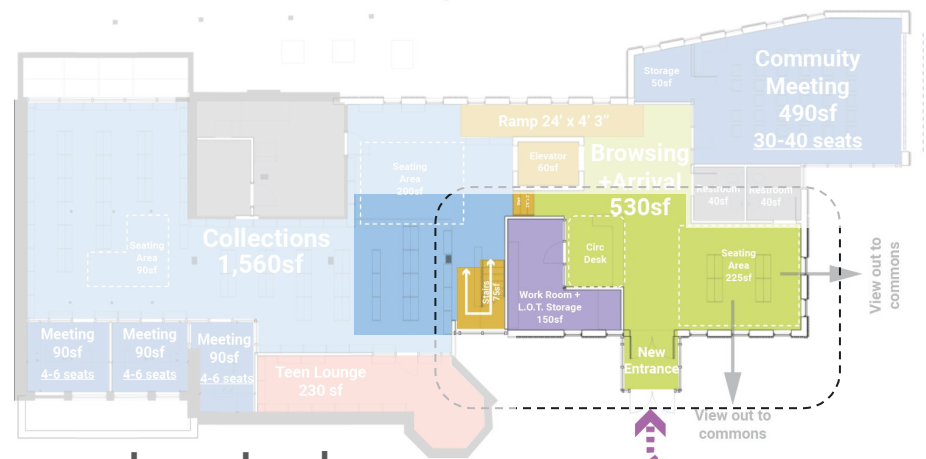 Commuity
Meeting
490sf
30-40 seats
Storage
50sf
Ramp 24' x 4' 3"
Elevator
60sf
Browsing
+Arrival
530sf
Restroom
40sf
Restroom
40sf
Seating
Area
200sf
Collections
1,560sf
Seating
Area
90sf
Circ
Desk
Seating
Area
225sf
View out to
commons
Stairs
75sf
Work Room +
L.O.T. Storage
150sf
Meeting
90sf
4-6 seats
Meeting
90sf
4-6 seats
Meeting
90sf
4-6 seats
Teen Lounge
230 sf
New
Entrance
View out to
commons